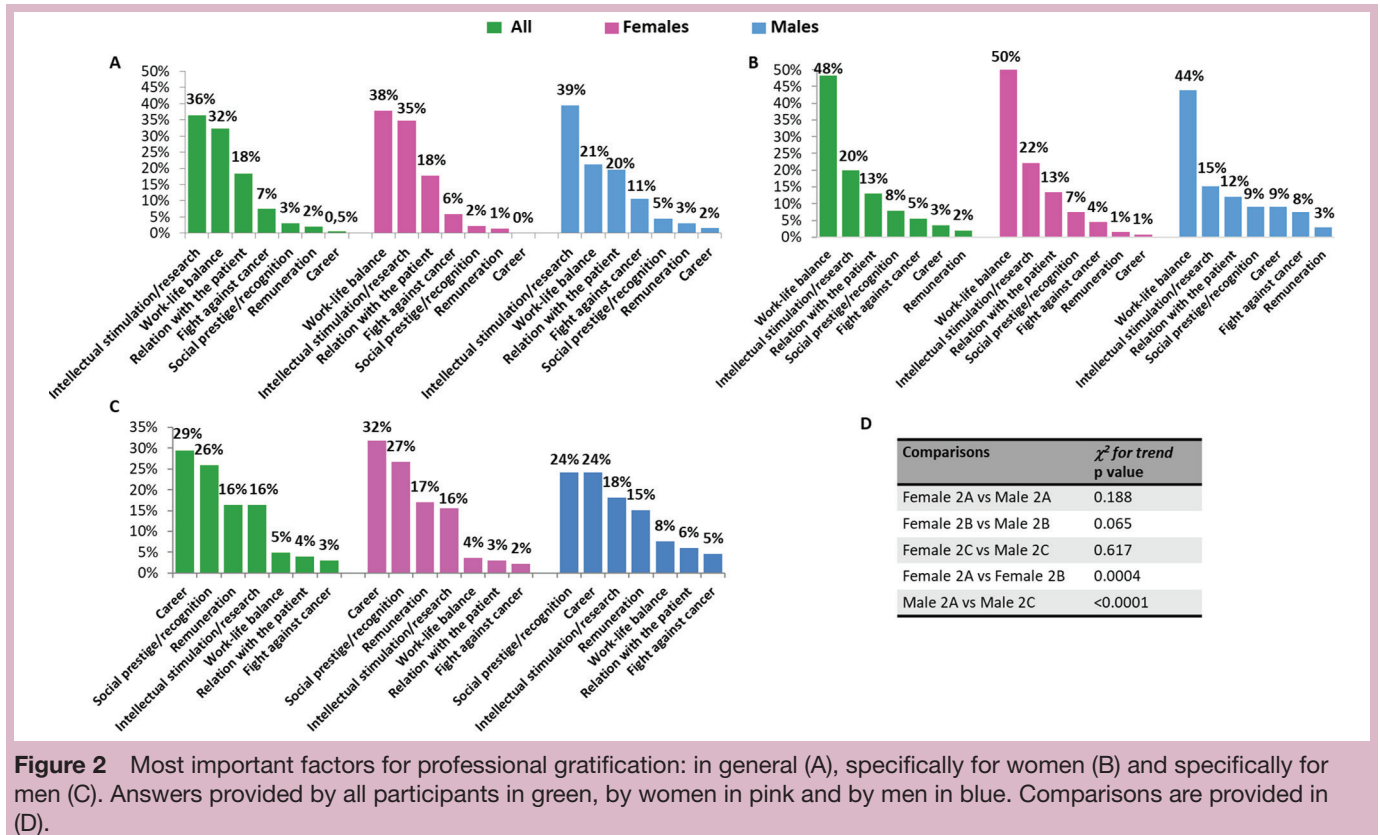 All Females Males
A
50%
45%
40%
35%
30%
25%
20%
15%
10%
5%
0%
36% 32% 18% 7% 3% 2% 0,5%
38% 35% 18% 6% 2% 1% 0%
39% 21% 20% 11% 5% 3% 2%
Intellectual stimulation/research
Work-life balance
Relation with the patient
Fight against cancer
Social prestige/recognition
Remuneration
Career
Work-life balance
Intellectual stimulation/research
Relation with the patient
Fight against cancer
Social prestige/recognition
Remuneration
Career
Intellectual stimulation/research
Work-life balance
Relation with the patient
Fight against cancer
Social prestige/recognition
Remuneration
Career
B
50%
45%
40%
35%
30%
25%
20%
15%
10%
5%
0%
48% 20% 13% 8% 5% 3% 2%
50% 22% 13% 7% 4% 1% 1%
44% 15% 12% 9% 9% 8% 3%
Work-life balance
Intellectual stimulation/research
Relation with the patient
Social prestige/recognition
Fight against cancer
Career
Remuneration
Work-life balance
Intellectual stimulation/research
Relation with the patient
Social prestige/recognition
Fight against cancer
Remuneration
Career
Work-life balance
Intellectual stimulation/research
Relation with the patient
Social prestige/recognition
Career
Fight against cancer
Remuneration
C
35%
30%
25%
20%
15%
10%
5%
0%
29% 26% 16% 16% 5% 4% 3%
32% 27% 17% 16% 4% 3% 2%
24% 24% 18% 15% 8% 6% 5%
Career
Social prestige/recognition
Remuneration
Intellectual stimulation/research
Work-life balance
Relation with the patient
Fight against cancer
Career
Social prestige/recognition
Remuneration
Intellectual stimulation/research
Work-life balance
Relation with the patient
Fight against cancer
Social prestige/recognition
Career
Intellectual stimulation/research
Remuneration
Work-life balance
Relation with the patient
Fight against cancer
D
Comparisons χ² for trend
p value
Female 2A vs Male 2A 0.188
Female 2B vs Male 2B 0.065
Female 2C vs Male 2C 0.617
Female 2A vs Female 2B 0.0004
Male 2A vs Male 2C <0.0001
Figure 2 Most important factors for professional gratification: in general (A), specifically for women (B) and specifically for
men (C). Answers provided by all participants in green, by women in pink and by men in blue. Comparisons are provided in
(D).